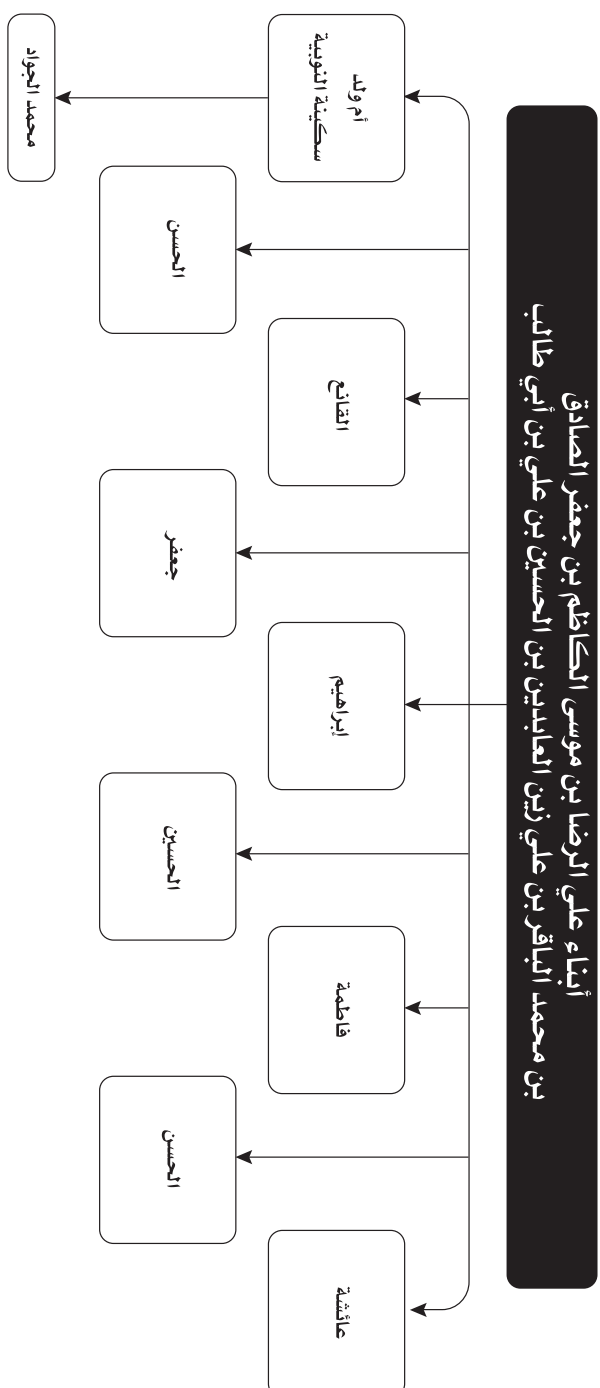 أبناء علي الرضا بن موسى الكاظم بن جعفر الصادق
بن محمد الباقر بن علي زين العابدين بن الحسين بن علي بن أبي طالب
عائشة
فاطمة
إبراهيم
القانع
أم ولد
سكينة النوبية
الحسن
الحسين
جعفر
الحسن
محمد الجواد